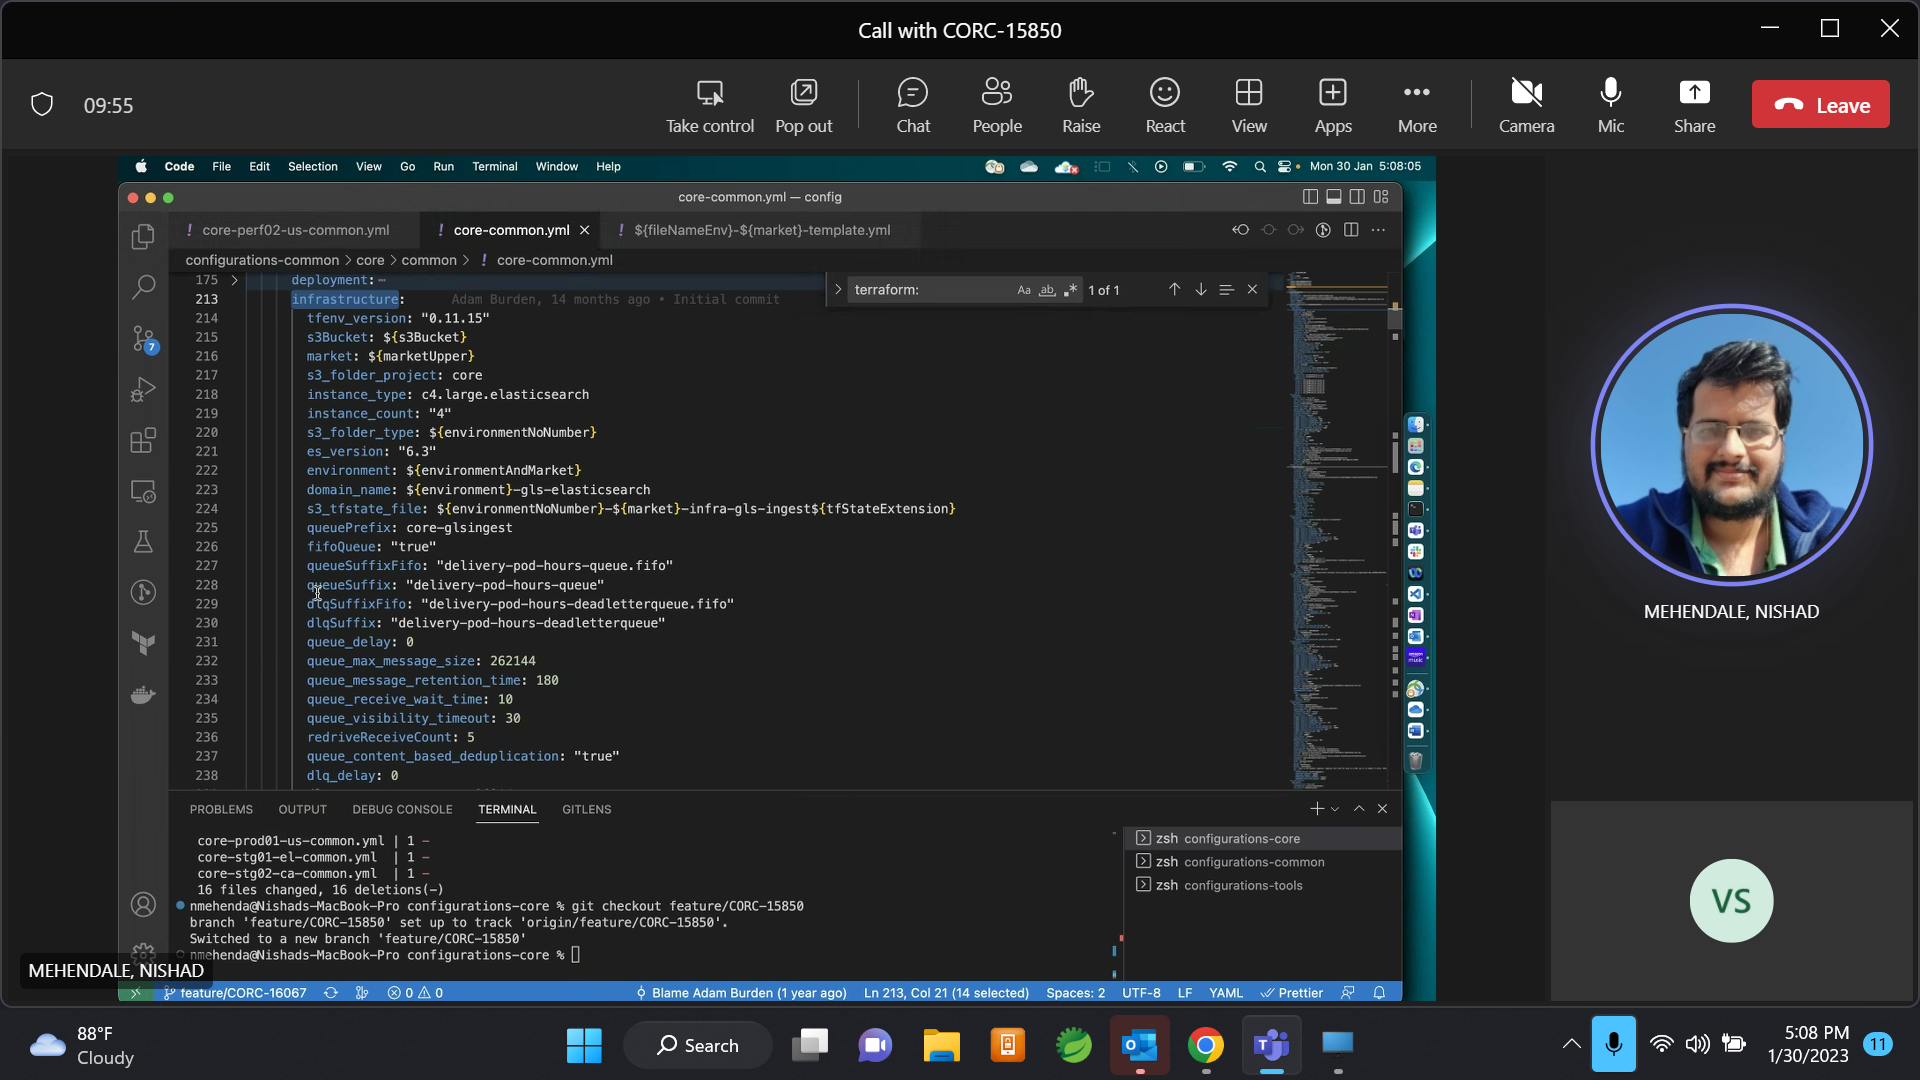 Call with CORC-15850
09:55
Take control
Pop out
Chat
People
Raise
React
View
Apps
More
Camera
Mic
Share
Leave
Code File Edit Selection View Go Run Terminal Window Help
Mon 30 Jan 5:08:05
core-common.yml — config
core-perf02-us-common.yml
core-common.yml
${fileNameEnv}-${market}-template.yml
configurations-common > core > common > ! core-common.yml
terraform:
Aa ab 1 of 1
175 deployment:
213 infrastructure: Adam Burden, 14 months ago • Initial commit
214 tfenv_version: "0.11.15"
215 s3Bucket: ${s3Bucket}
216 market: ${marketUpper}
217 s3_folder_project: core
218 instance_type: c4.large.elasticsearch
219 instance_count: "4"
220 s3_folder_type: ${environmentNoNumber}
221 es_version: "6.3"
222 environment: ${environmentAndMarket}
223 domain_name: ${environment}-gls-elasticsearch
224 s3_tfstate_file: ${environmentNoNumber}-${market}-infra-gls-ingest${tfStateExtension}
225 queuePrefix: core-glsingest
226 fifoQueue: "true"
227 queueSuffixFifo: "delivery-pod-hours-queue.fifo"
228 queueSuffix: "delivery-pod-hours-queue"
229 dlqSuffixFifo: "delivery-pod-hours-deadletterqueue.fifo"
230 dlqSuffix: "delivery-pod-hours-deadletterqueue"
231 queue_delay: 0
232 queue_max_message_size: 262144
233 queue_message_retention_time: 180
234 queue_receive_wait_time: 10
235 queue_visibility_timeout: 30
236 redriveReceiveCount: 5
237 queue_content_based_deduplication: "true"
238 dlq_delay: 0
7
PROBLEMS OUTPUT DEBUG CONSOLE TERMINAL GITLENS
core-prod01-us-common.yml | 1 -
core-stg01-el-common.yml | 1 -
core-stg02-ca-common.yml | 1 -
16 files changed, 16 deletions(-)
nmehenda@Nishads-MacBook-Pro configurations-core % git checkout feature/CORC-15850
branch 'feature/CORC-15850' set up to track 'origin/feature/CORC-15850'.
Switched to a new branch 'feature/CORC-15850'
nmehenda@Nishads-MacBook-Pro configurations-core %
zsh configurations-core
zsh configurations-common
zsh configurations-tools
MEHENDALE, NISHAD
feature/CORC-16067
0 0
Blame Adam Burden (1 year ago)
Ln 213, Col 21 (14 selected)
Spaces: 2
UTF-8
LF
YAML
Prettier
MEHENDALE, NISHAD
VS
88°F
Cloudy
Search
5:08 PM
1/30/2023
11